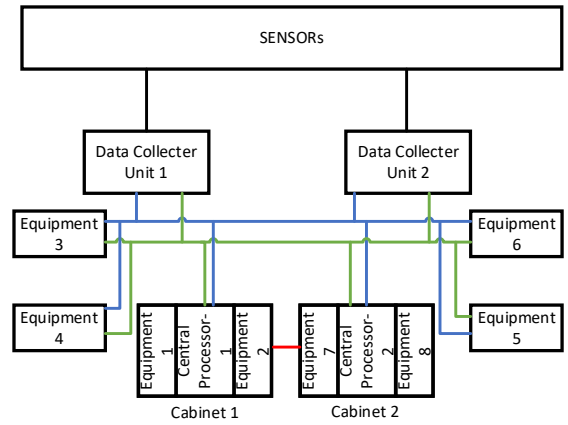 SENSORs
Data Collecter
Unit 1
Data Collecter
Unit 2
Equipment
3
Equipment
6
Equipment
4
Equipment
5
Equipment
1
Central
Processor-
1
Equipment
2
Equipment
7
Central
Processor-
2
Equipment
8
Cabinet 1
Cabinet 2